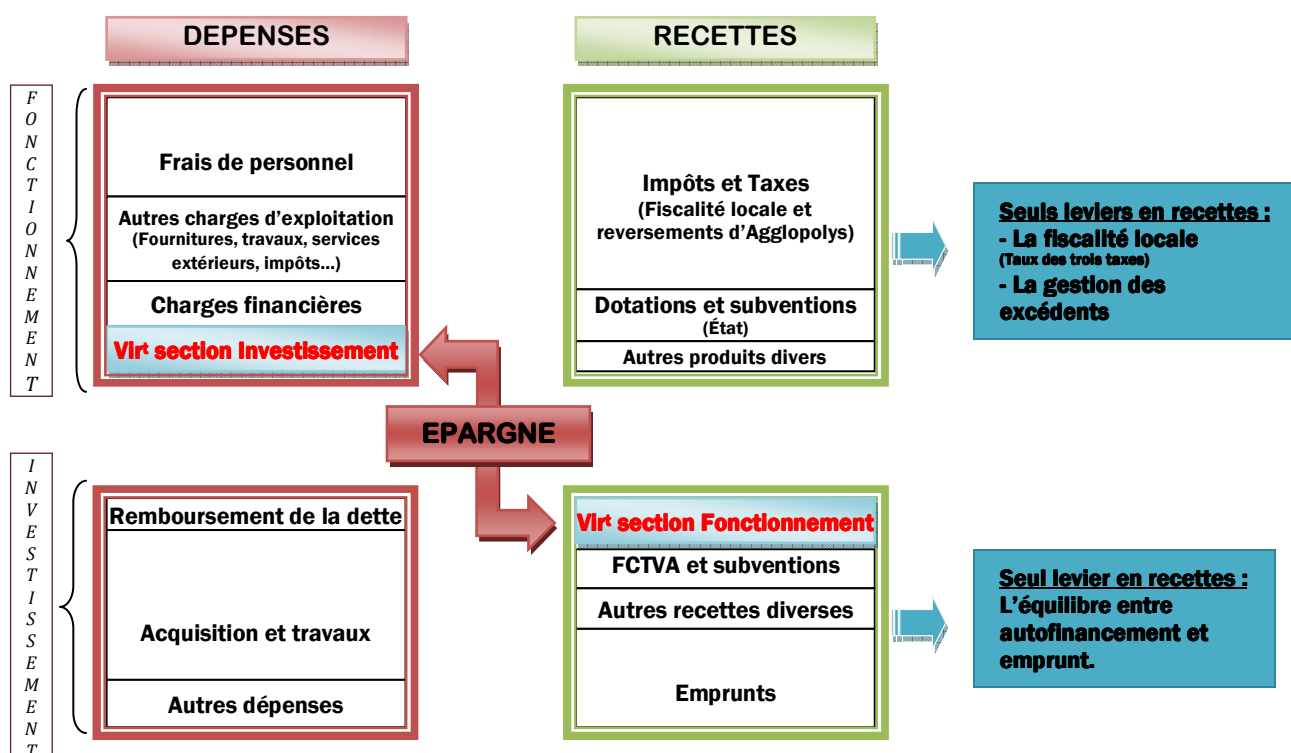 DEPENSES
RECETTES
FONCTIONNEMENT
Frais de personnel
Autres charges d'exploitation
(Fournitures, travaux, services
extérieurs, impôts...)
Charges financières
Virt section Investissement
Impôts et Taxes
(Fiscalité locale et
reversements d'Agglopolys)
Dotations et subventions
(État)
Autres produits divers
Seuls leviers en recettes :
- La fiscalité locale
(Taux des trois taxes)
- La gestion des
excédents
EPARGNE
INVESTISSEMENT
Remboursement de la dette
Acquisition et travaux
Autres dépenses
Virt section Fonctionnement
FCTVA et subventions
Autres recettes diverses
Emprunts
Seul levier en recettes :
L'équilibre entre
autofinancement et
emprunt.